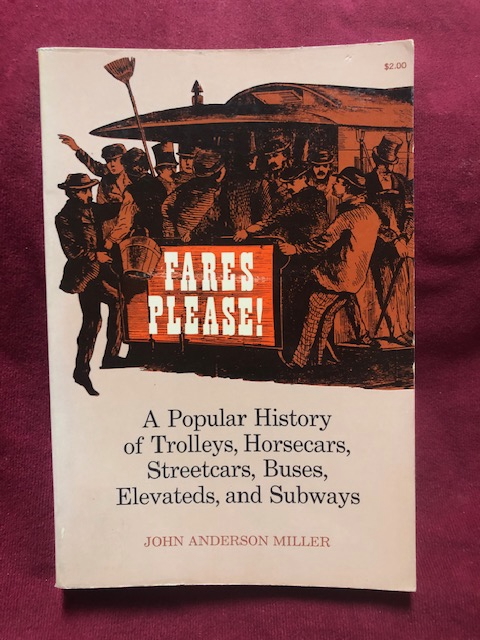 $2.00
FARES
PLEASE!
A Popular History
of Trolleys, Horsecars,
Streetcars, Buses,
Elevateds, and Subways
JOHN ANDERSON MILLER